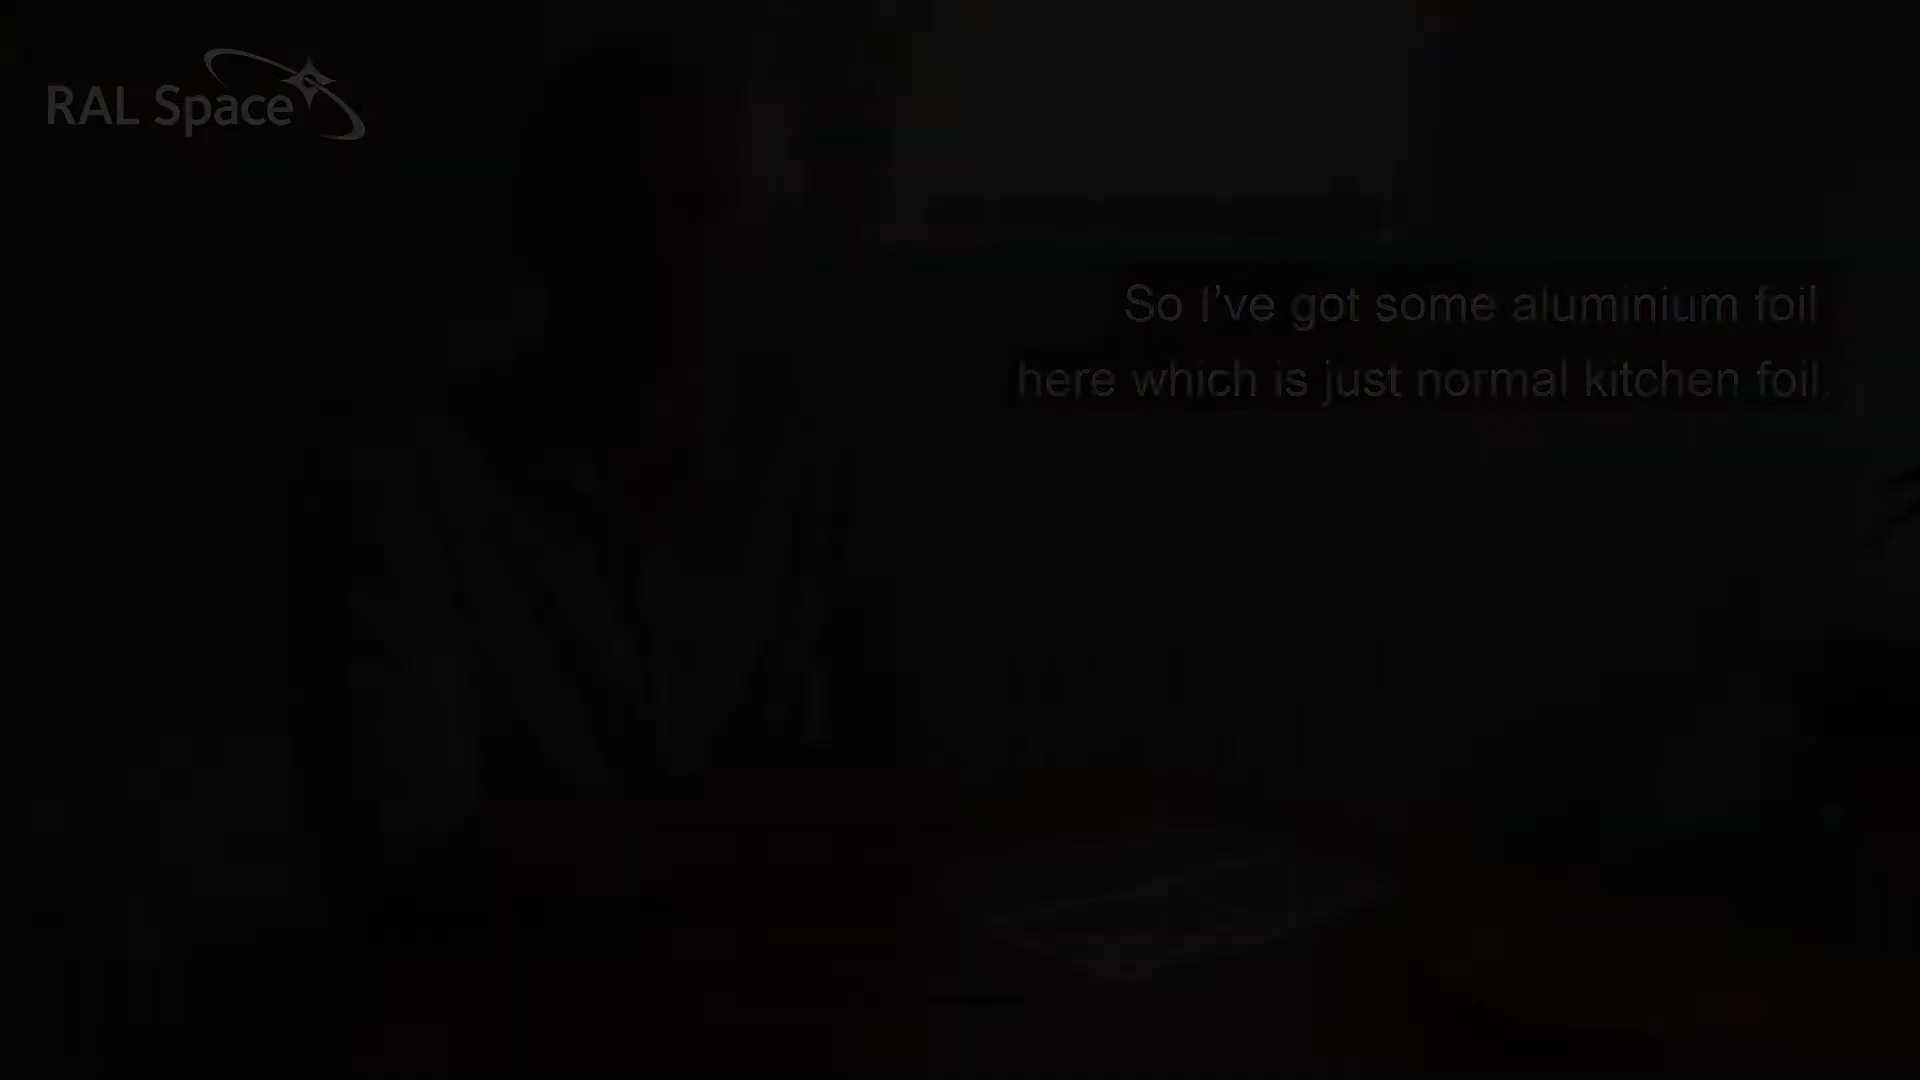 RAL Space
So I’ve got some aluminium foil
here which is just normal kitchen foil.